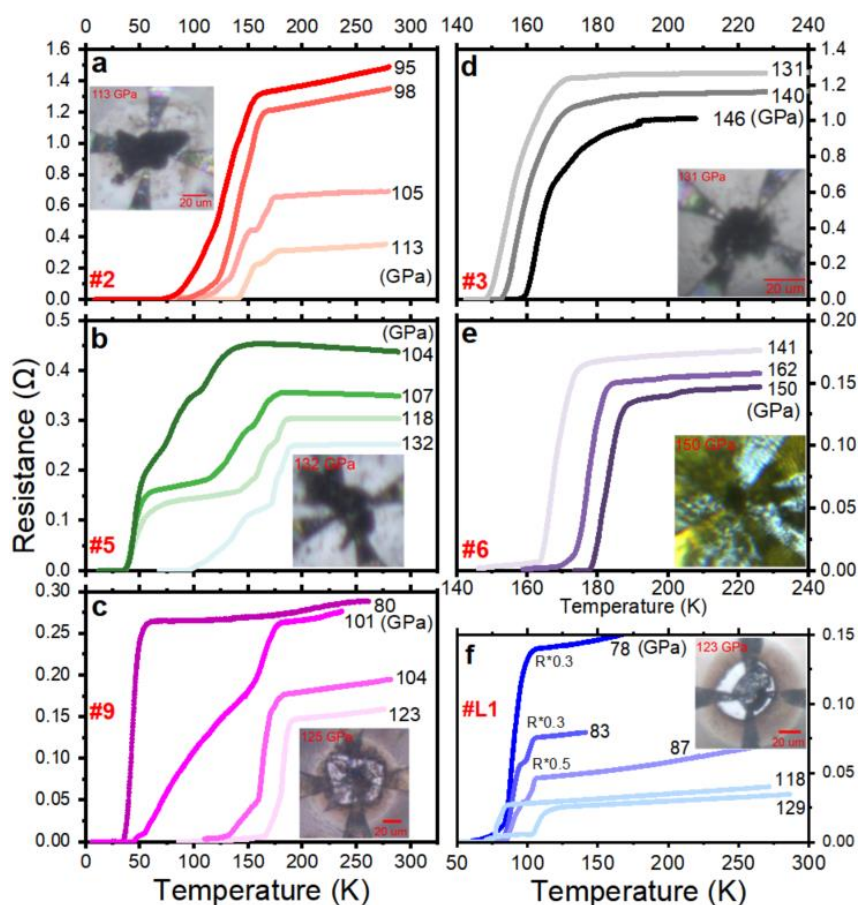 0 50 100 150 200 250 300
140 160 180 200 220 240
Resistance (Ω)
1.6
1.4
1.2
1.0
0.8
0.6
0.4
0.2
0.0
a
113 GPa
20 um
95
98
105
113
(GPa)
#2
d
131
140
146 (GPa)
131 GPa
20 um
#3
1.4
1.2
1.0
0.8
0.6
0.4
0.2
0.0
0.5
0.4
0.3
0.2
0.1
0.0
b
(GPa)
104
107
118
132
132 GPa
#5
e
141
162
150
(GPa)
150 GPa
#6
0.20
0.15
0.10
0.05
0.00
140 160 180 200 220 240
Temperature (K)
0.30
0.25
0.20
0.15
0.10
0.05
0.00
c
80
101 (GPa)
104
123
#9
125 GPa
20 um
0 50 100 150 200 250 300
Temperature (K)
f
78 (GPa)
R*0.3
#L1
R*0.3
83
R*0.5
87
118
129
123 GPa
20 um
0.15
0.10
0.05
0.00
50 100 150 200 250 300
Temperature (K)